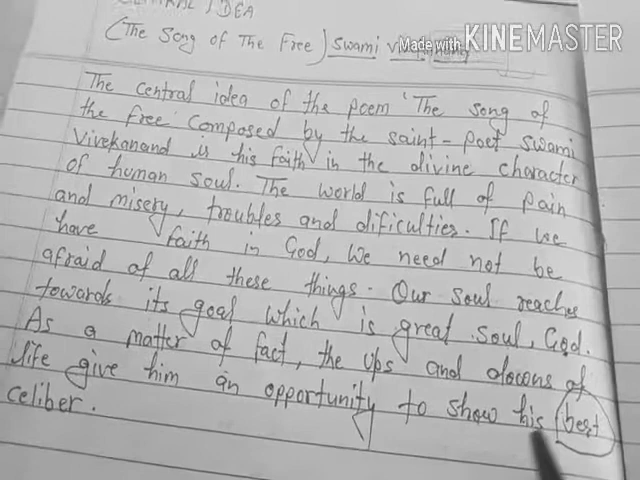 CENTRAL IDEA
(The Song of The Free) Swami
Made with KINEMASTER
The central idea of the poem 'The song of
the free composed by the saint-poet swami
Vivekanand is his faith in the divine character
of human soul. The world is full of pain
and misery, troubles and dificulties. If we
have faith in God, we need not be
afraid of all these things. Our soul reaches
towards its goal which is great soul, God.
As a matter of fact, the ups and downs of
life give him an opportunity to show his best
celiber.